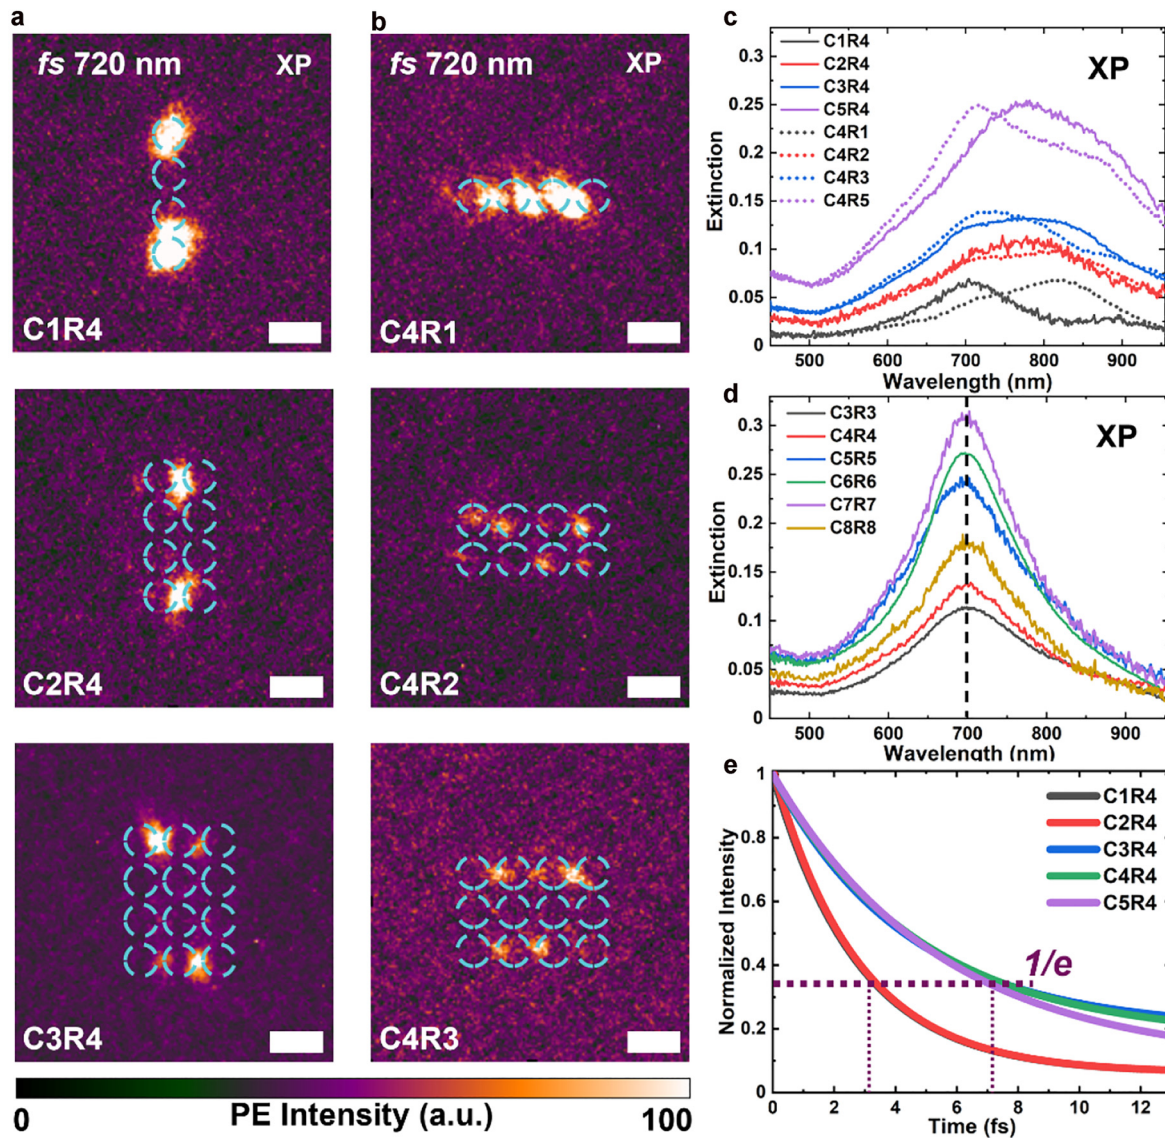 a
fs 720 nm
XP
C1R4
C2R4
C3R4
b
fs 720 nm
XP
C4R1
C4R2
C4R3
0
PE Intensity (a.u.)
100
c
XP
C1R4
C2R4
C3R4
C5R4
C4R1
C4R2
C4R3
C4R5
Extinction
0.30
0.25
0.20
0.15
0.10
0.05
0
500
600
700
800
900
Wavelength (nm)
d
XP
C3R3
C4R4
C5R5
C6R6
C7R7
C8R8
Extinction
0.3
0.25
0.2
0.15
0.1
0.05
0
500
600
700
800
900
Wavelength (nm)
e
C1R4
C2R4
C3R4
C4R4
C5R4
1/e
Normalized Intensity
1
0.8
0.6
0.4
0.2
0
0
2
4
6
8
10
12
Time (fs)